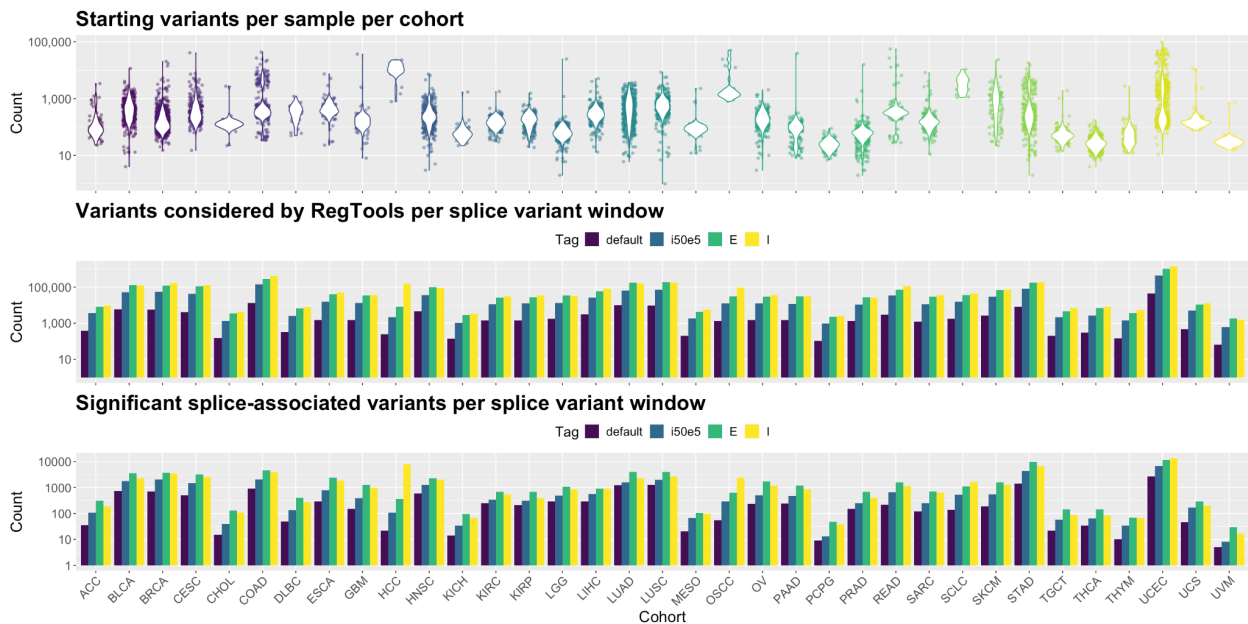 Starting variants per sample per cohort
100,000
1,000
10
Count
Variants considered by RegTools per splice variant window
Tag default i50e5 E I
100,000
1,000
10
Count
Significant splice-associated variants per splice variant window
Tag default i50e5 E I
10000
1000
100
10
1
Count
ACC BLCA BRCA CESC CHOL COAD DLBC ESCA GBM HCC HNSC KICH KIRC KIRP LGG LIHC LUAD LUSC MESO OSCC OV PAAD PCPG PRAD READ SARC SCLC SKCM STAD TGCT THCA THYM UCEC UCS UVM
Cohort